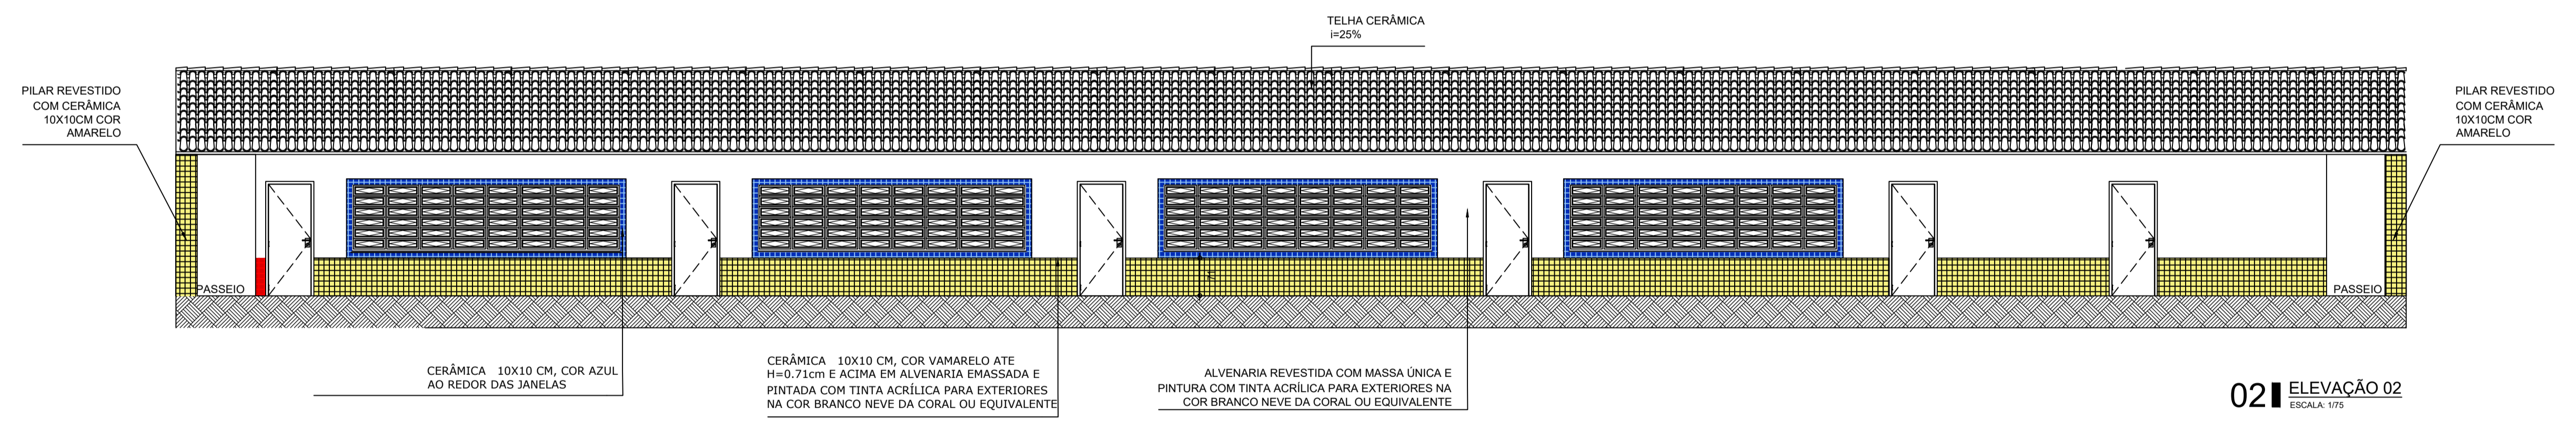 TELHA CERÂMICA
i=25%
PILAR REVESTIDO
COM CERÂMICA
10X10CM COR
AMARELO
PILAR REVESTIDO
COM CERÂMICA
10X10CM COR
AMARELO
PASSEIO
71
PASSEIO
CERÂMICA 10X10 CM, COR AZUL
AO REDOR DAS JANELAS
CERÂMICA 10X10 CM, COR VAMARELO ATE
H=0.71cm E ACIMA EM ALVENARIA EMASSADA E
PINTADA COM TINTA ACRÍLICA PARA EXTERIORES
NA COR BRANCO NEVE DA CORAL OU EQUIVALENTE
ALVENARIA REVESTIDA COM MASSA ÚNICA E
PINTURA COM TINTA ACRÍLICA PARA EXTERIORES NA
COR BRANCO NEVE DA CORAL OU EQUIVALENTE
02 ELEVAÇÃO 02
ESCALA: 1/75